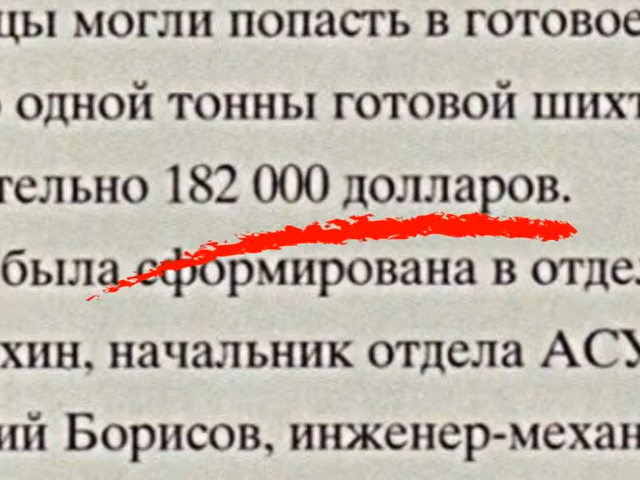 цы могли попасть в готовое
одной тонны готовой шихт
тельно 182 000 долларов.
была сформирована в отде
хин, начальник отдела АСУ
ий Борисов, инженер-механ